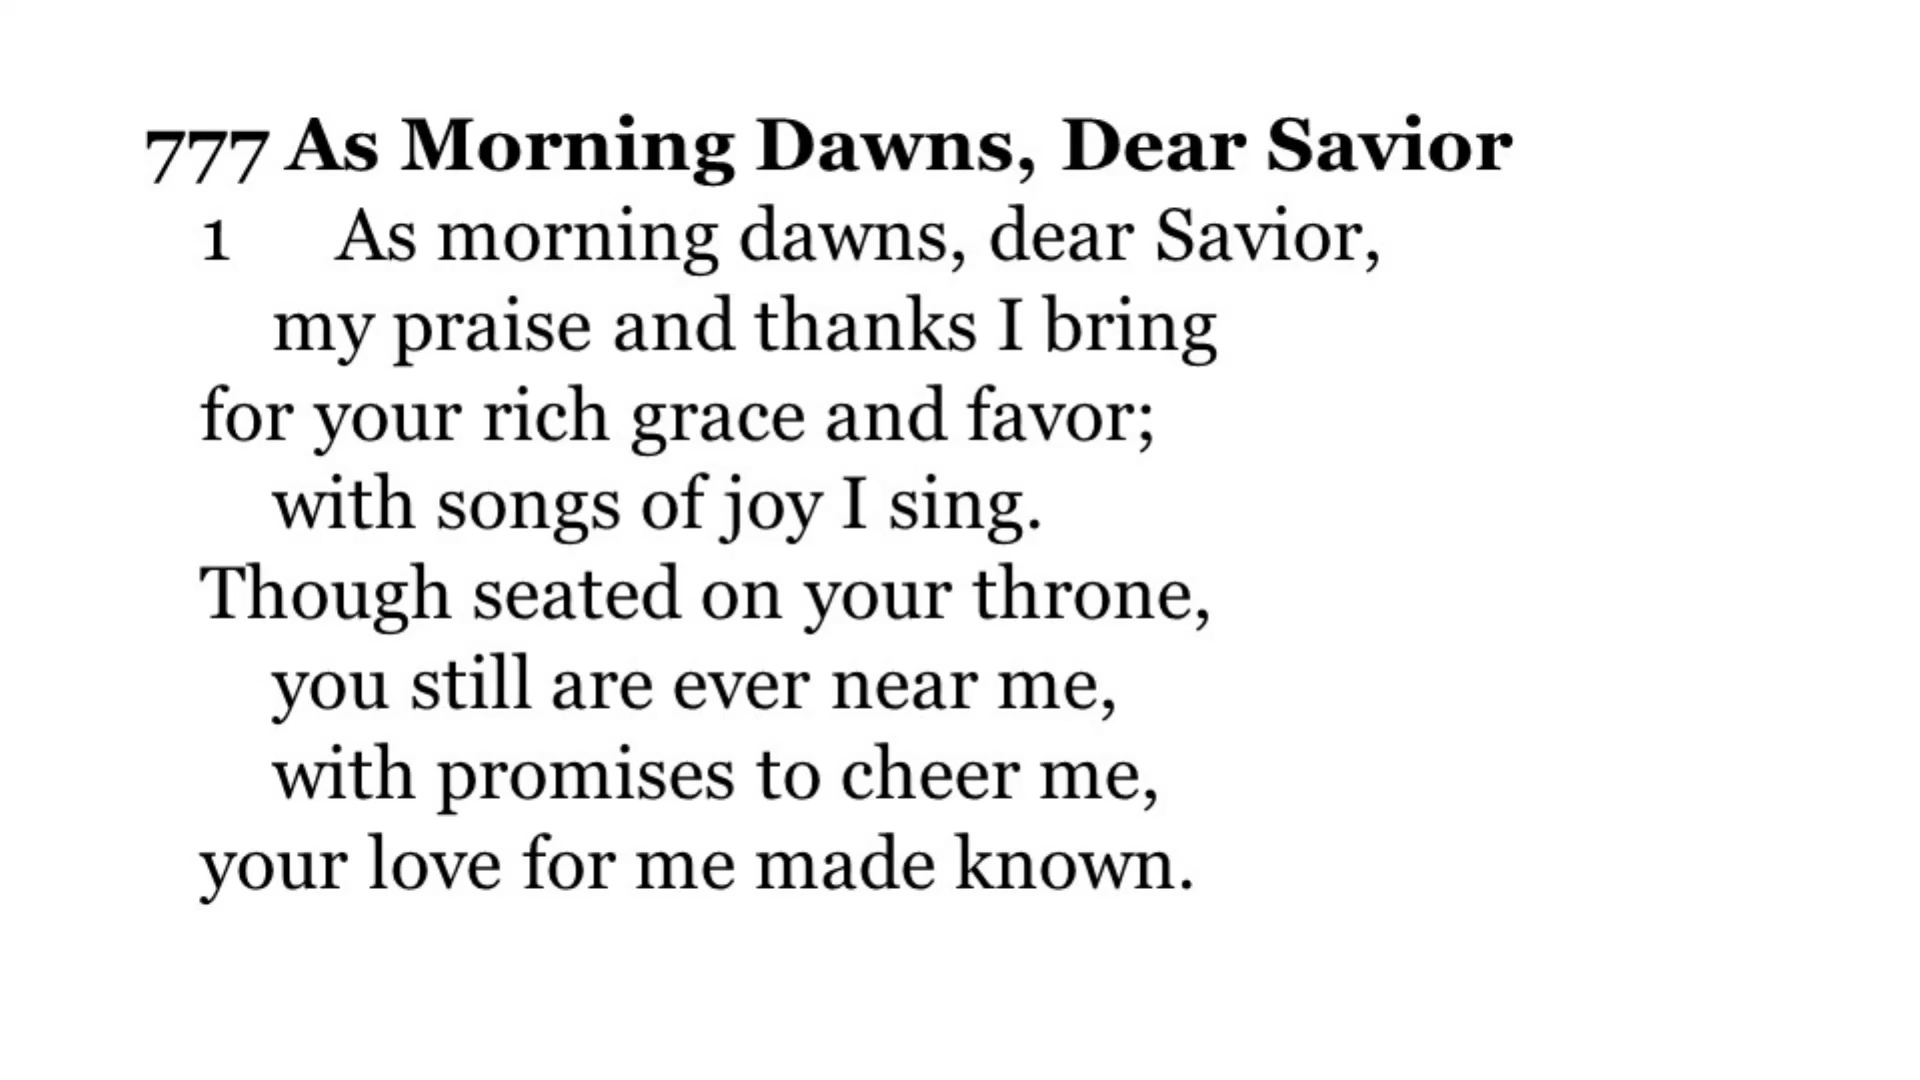 777 As Morning Dawns, Dear Savior
1 As morning dawns, dear Savior,
my praise and thanks I bring
for your rich grace and favor;
with songs of joy I sing.
Though seated on your throne,
you still are ever near me,
with promises to cheer me,
your love for me made known.